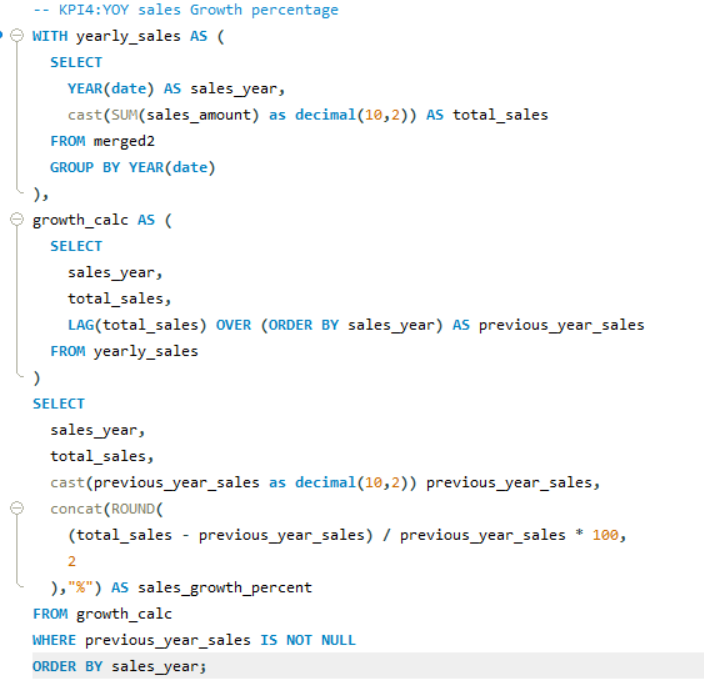 -- KPI4:YOY sales Growth percentage
WITH yearly_sales AS (
SELECT
YEAR(date) AS sales_year,
cast(SUM(sales_amount) as decimal(10,2)) AS total_sales
FROM merged2
GROUP BY YEAR(date)
),
growth_calc AS (
SELECT
sales_year,
total_sales,
LAG(total_sales) OVER (ORDER BY sales_year) AS previous_year_sales
FROM yearly_sales
)
SELECT
sales_year,
total_sales,
cast(previous_year_sales as decimal(10,2)) previous_year_sales,
concat(ROUND(
(total_sales - previous_year_sales) / previous_year_sales * 100,
2
),"%") AS sales_growth_percent
FROM growth_calc
WHERE previous_year_sales IS NOT NULL
ORDER BY sales_year;